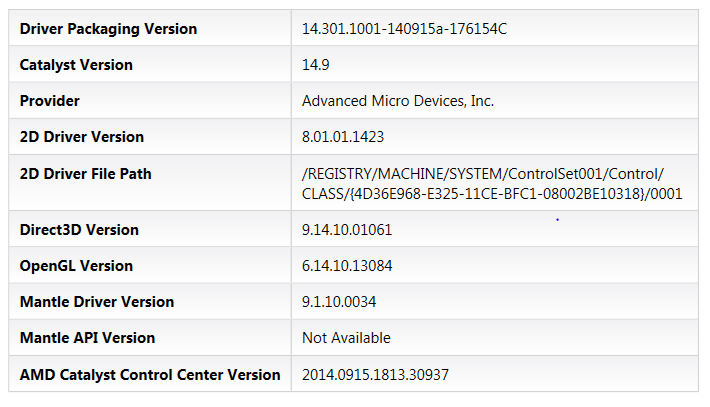 Driver Packaging Version 14.301.1001-140915a-176154C
Catalyst Version 14.9
Provider Advanced Micro Devices, Inc.
2D Driver Version 8.01.01.1423
2D Driver File Path /REGISTRY/MACHINE/SYSTEM/ControlSet001/Control/
CLASS/{4D36E968-E325-11CE-BFC1-08002BE10318}/0001
Direct3D Version 9.14.10.01061
OpenGL Version 6.14.10.13084
Mantle Driver Version 9.1.10.0034
Mantle API Version Not Available
AMD Catalyst Control Center Version 2014.0915.1813.30937